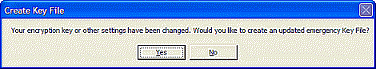 Create Key File
Your encryption key or other settings have been changed. Would you like to create an updated emergency Key File?
Yes
No